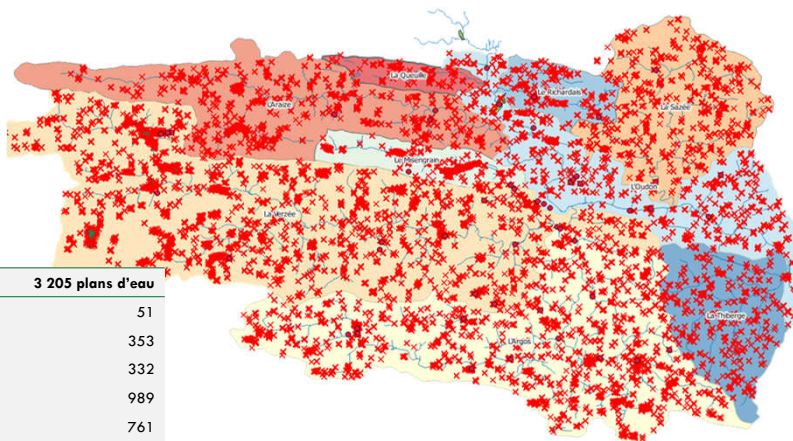 La Queuille
L'Araize
Le Richardais
La Sazée
Le Misengrain
L'Oudon
La Verzée
3 205 plans d'eau
51
La Thiberge
353
L'Argos
332
989
761